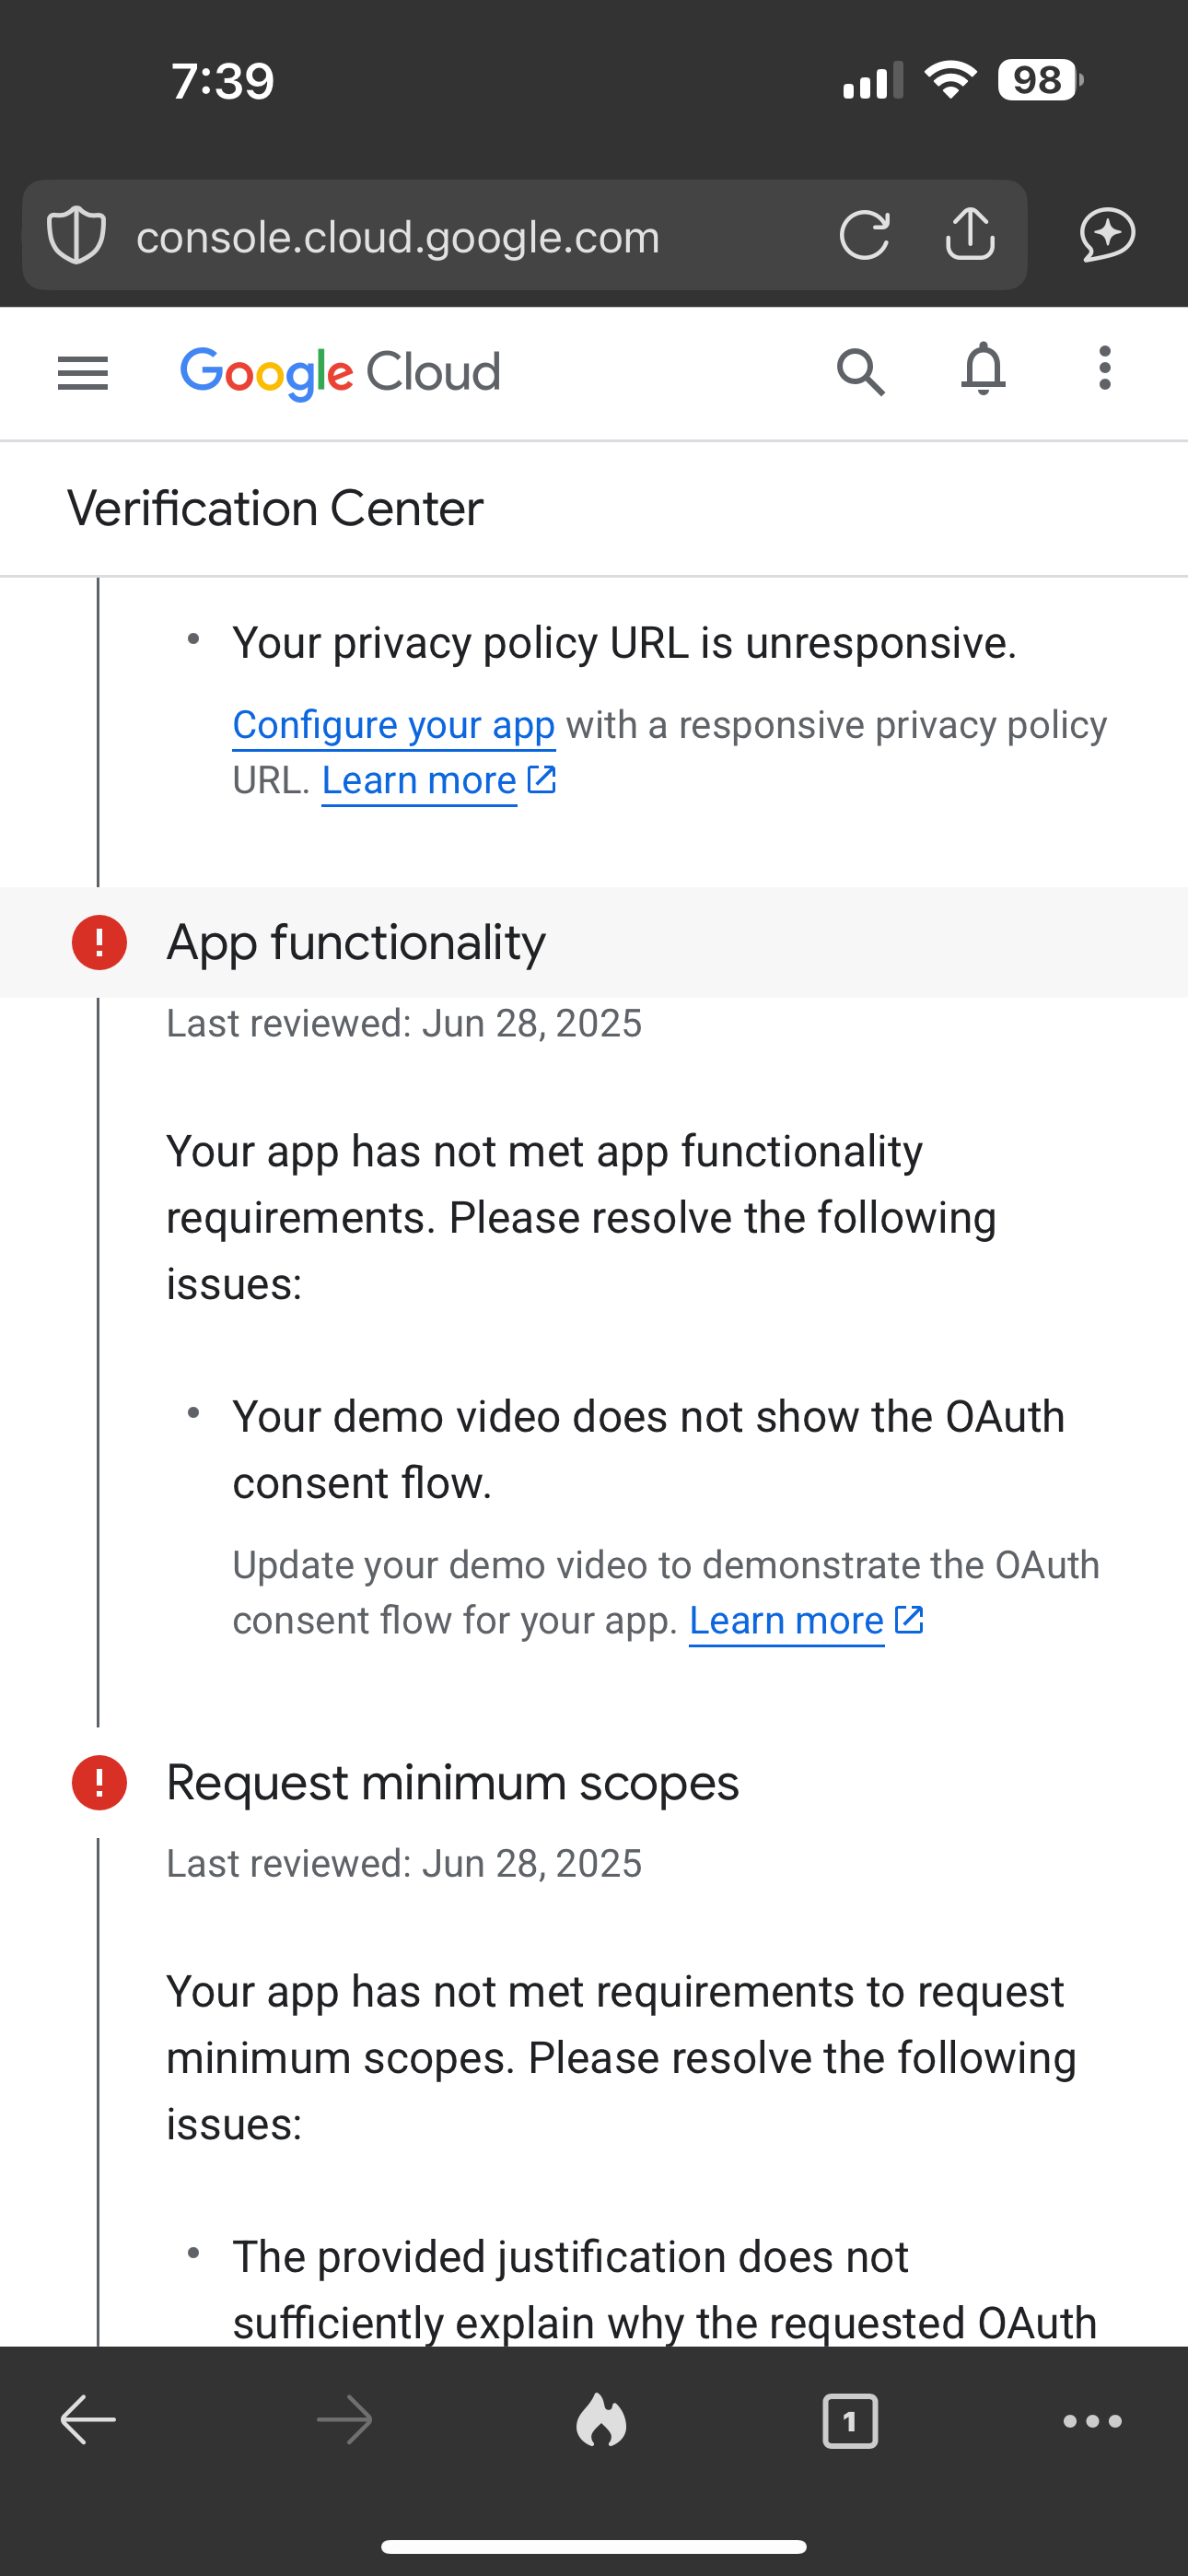 7:39
98
console.cloud.google.com
Google Cloud
Verification Center
• Your privacy policy URL is unresponsive.
Configure your app with a responsive privacy policy
URL. Learn more
App functionality
Last reviewed: Jun 28, 2025
Your app has not met app functionality
requirements. Please resolve the following
issues:
• Your demo video does not show the OAuth
consent flow.
Update your demo video to demonstrate the OAuth
consent flow for your app. Learn more
Request minimum scopes
Last reviewed: Jun 28, 2025
Your app has not met requirements to request
minimum scopes. Please resolve the following
issues:
• The provided justification does not
sufficiently explain why the requested OAuth
1